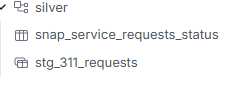 silver
snap_service_requests_status
stg_311_requests